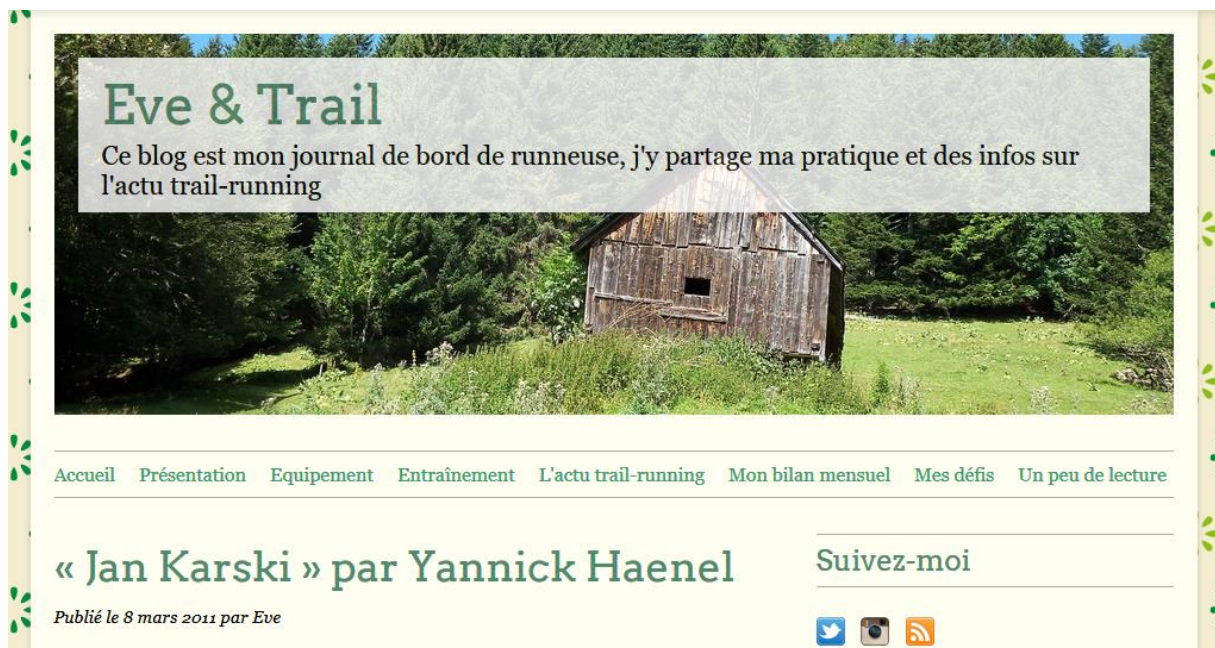 Eve & Trail
Ce blog est mon journal de bord de runneuse, j'y partage ma pratique et des infos sur
l'actu trail-running
Accueil Présentation Equipement Entraînement L'actu trail-running Mon bilan mensuel Mes défis Un peu de lecture
« Jan Karski » par Yannick Haenel
Publié le 8 mars 2011 par Eve
Suivez-moi